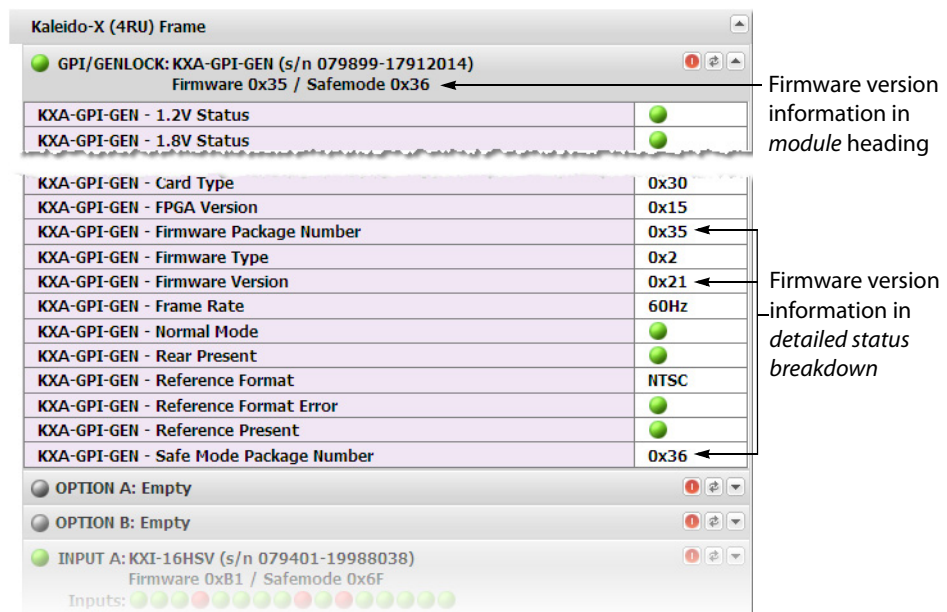 Kaleido-X (4RU) Frame
GPI/GENLOCK: KXA-GPI-GEN (s/n 079899-17912014)
Firmware 0x35 / Safemode 0x36
Firmware version
information in
module heading
KXA-GPI-GEN - 1.2V Status
KXA-GPI-GEN - 1.8V Status
KXA-GPI-GEN - Card Type 0x30
KXA-GPI-GEN - FPGA Version 0x15
KXA-GPI-GEN - Firmware Package Number 0x35
KXA-GPI-GEN - Firmware Type 0x2
KXA-GPI-GEN - Firmware Version 0x21
KXA-GPI-GEN - Frame Rate 60Hz
KXA-GPI-GEN - Normal Mode
KXA-GPI-GEN - Rear Present
KXA-GPI-GEN - Reference Format NTSC
KXA-GPI-GEN - Reference Format Error
KXA-GPI-GEN - Reference Present
KXA-GPI-GEN - Safe Mode Package Number 0x36
Firmware version
information in
detailed status
breakdown
OPTION A: Empty
OPTION B: Empty
INPUT A: KXI-16HSV (s/n 079401-19988038)
Firmware 0xB1 / Safemode 0x6F
Inputs: